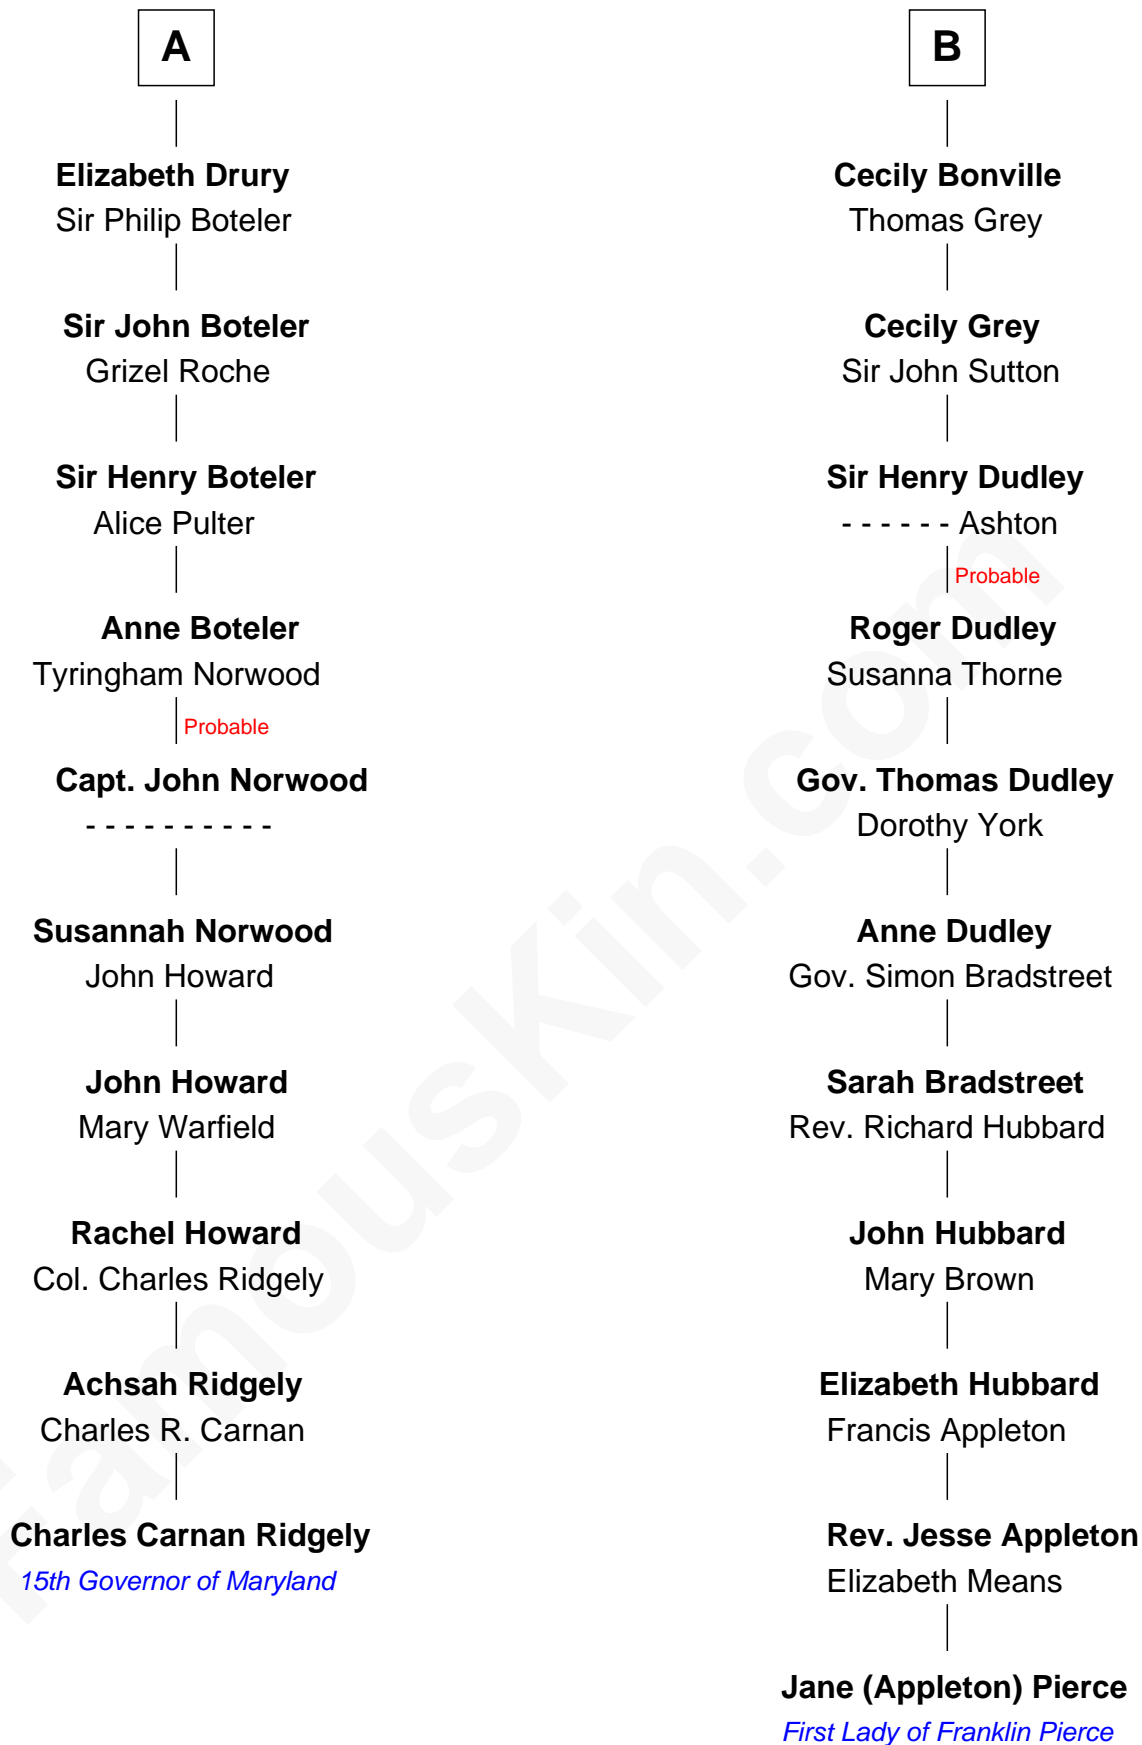 A
Elizabeth Drury
Sir Philip Boteler
Sir John Boteler
Grizel Roche
Sir Henry Boteler
Alice Pulter
Anne Boteler
Tyringham Norwood
Probable
Capt. John Norwood
- - - - - - - - - -
Susannah Norwood
John Howard
John Howard
Mary Warfield
Rachel Howard
Col. Charles Ridgely
Achsah Ridgely
Charles R. Carnan
Charles Carnan Ridgely
15th Governor of Maryland
B
Cecily Bonville
Thomas Grey
Cecily Grey
Sir John Sutton
Sir Henry Dudley
- - - - - - Ashton
Probable
Roger Dudley
Susanna Thorne
Gov. Thomas Dudley
Dorothy York
Anne Dudley
Gov. Simon Bradstreet
Sarah Bradstreet
Rev. Richard Hubbard
John Hubbard
Mary Brown
Elizabeth Hubbard
Francis Appleton
Rev. Jesse Appleton
Elizabeth Means
Jane (Appleton) Pierce
First Lady of Franklin Pierce
FamousKin.com